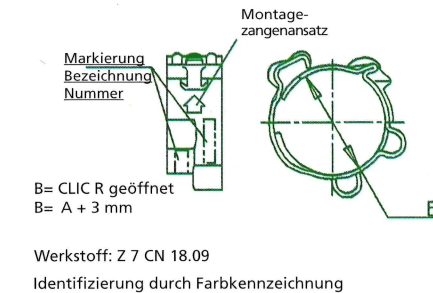 Montage-
zangenansatz
Markierung
Bezeichnung
Nummer
B= CLIC R geöffnet
B= A + 3 mm
Werkstoff: Z 7 CN 18.09
Identifizierung durch Farbkennzeichnung